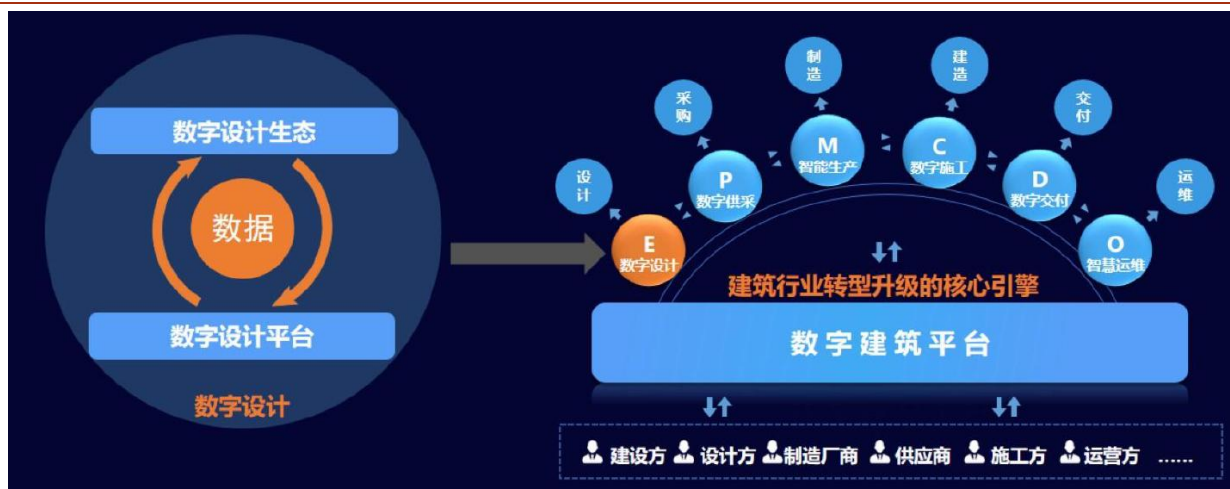 数字设计生态
数据
数字设计平台
数字设计
设计
采购
制造
建造
交付
运维
E
数字设计
P
数字供采
M
智能生产
C
数字施工
D
数字交付
O
智慧运维
建筑行业转型升级的核心引擎
数字建筑平台
建设方 设计方 制造厂商 供应商 施工方 运营方 ......